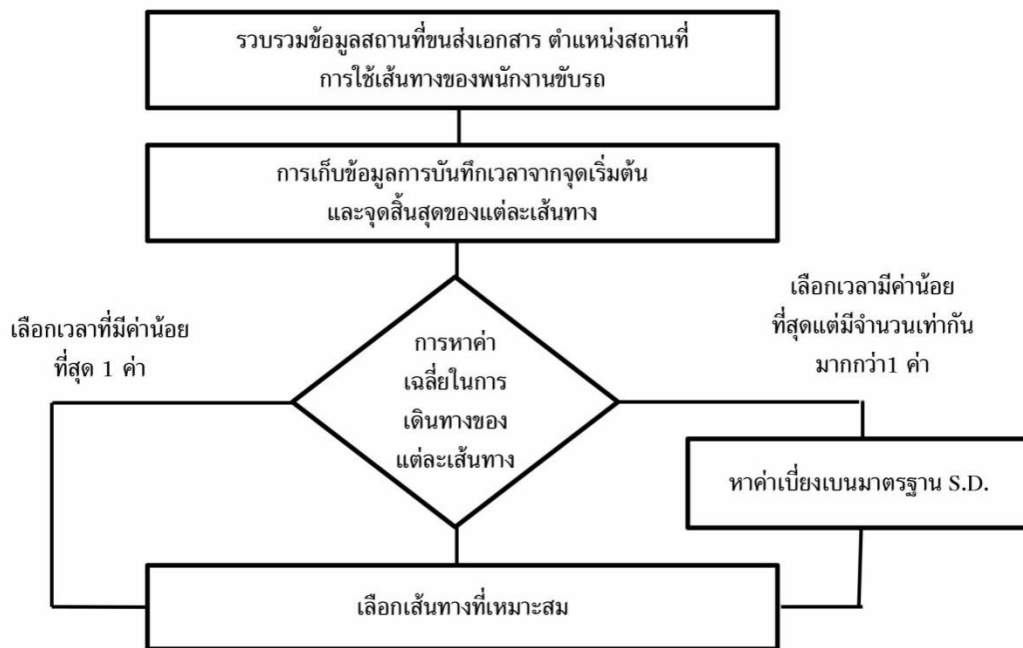 รวบรวมข้อมูลสถานที่ขนส่งเอกสาร ตำแหน่งสถานที่
การใช้เส้นทางของพนักงานขับรถ
การเก็บข้อมูลการบันทึกเวลาจากจุดเริ่มต้น
และจุดสิ้นสุดของแต่ละเส้นทาง
เลือกเวลาที่มีค่าน้อย
ที่สุด 1 ค่า
การหาค่า
เฉลี่ยในการ
เดินทางของ
แต่ละเส้นทาง
เลือกเวลามีค่าน้อย
ที่สุดแต่มีจำนวนเท่ากัน
มากกว่า1 ค่า
หาค่าเบี่ยงเบนมาตรฐาน S.D.
เลือกเส้นทางที่เหมาะสม